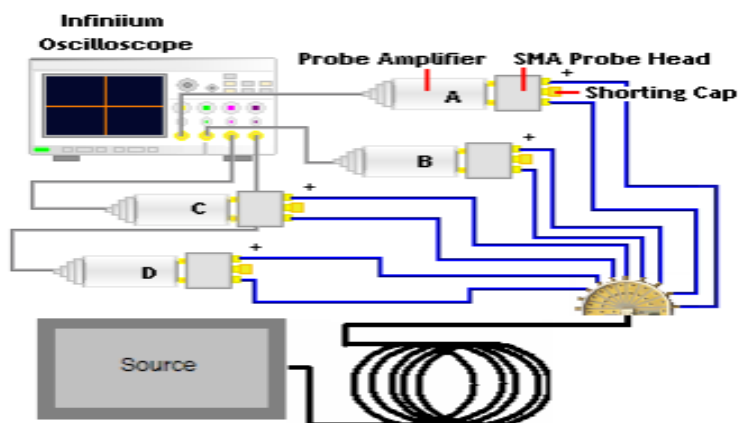 Infiniium
Oscilloscope
Probe Amplifier
SMA Probe Head
+
A
Shorting Cap
+
B
+
C
+
D
Source